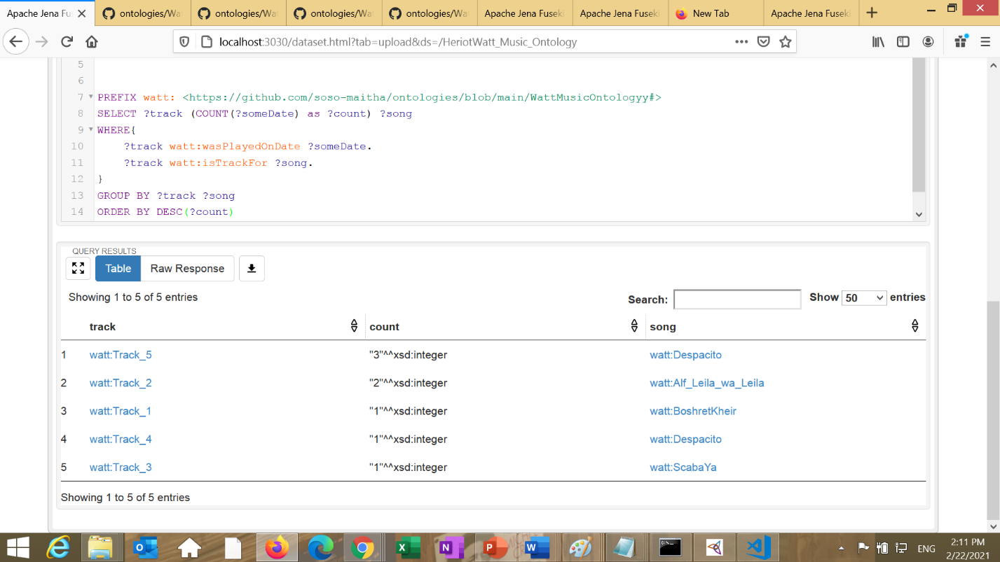 Apache Jena Fus
ontologies/Wat
ontologies/Wat
ontologies/Wat
ontologies/Wat
Apache Jena Fuseki
Apache Jena Fuseki
New Tab
Apache Jena Fuseki
localhost:3030/dataset.html?tab=upload&ds=/HeriotWatt_Music_Ontology
5
6
7 PREFIX watt: <https://github.com/soso-maitha/ontologies/blob/main/WattMusicOntologyy#>
8 SELECT ?track (COUNT(?someDate) as ?count) ?song
9 WHERE{
10 ?track watt:wasPlayedOnDate ?someDate.
11 ?track watt:isTrackFor ?song.
12 }
13 GROUP BY ?track ?song
14 ORDER BY DESC(?count)
QUERY RESULTS
Table Raw Response
Showing 1 to 5 of 5 entries Search: Show 50 entries
track count song
1 watt:Track_5 "3"^^xsd:integer watt:Despacito
2 watt:Track_2 "2"^^xsd:integer watt:Alf_Leila_wa_Leila
3 watt:Track_1 "1"^^xsd:integer watt:BoshretKheir
4 watt:Track_4 "1"^^xsd:integer watt:Despacito
5 watt:Track_3 "1"^^xsd:integer watt:ScabaYa
Showing 1 to 5 of 5 entries
ENG
2:11 PM
2/22/2021